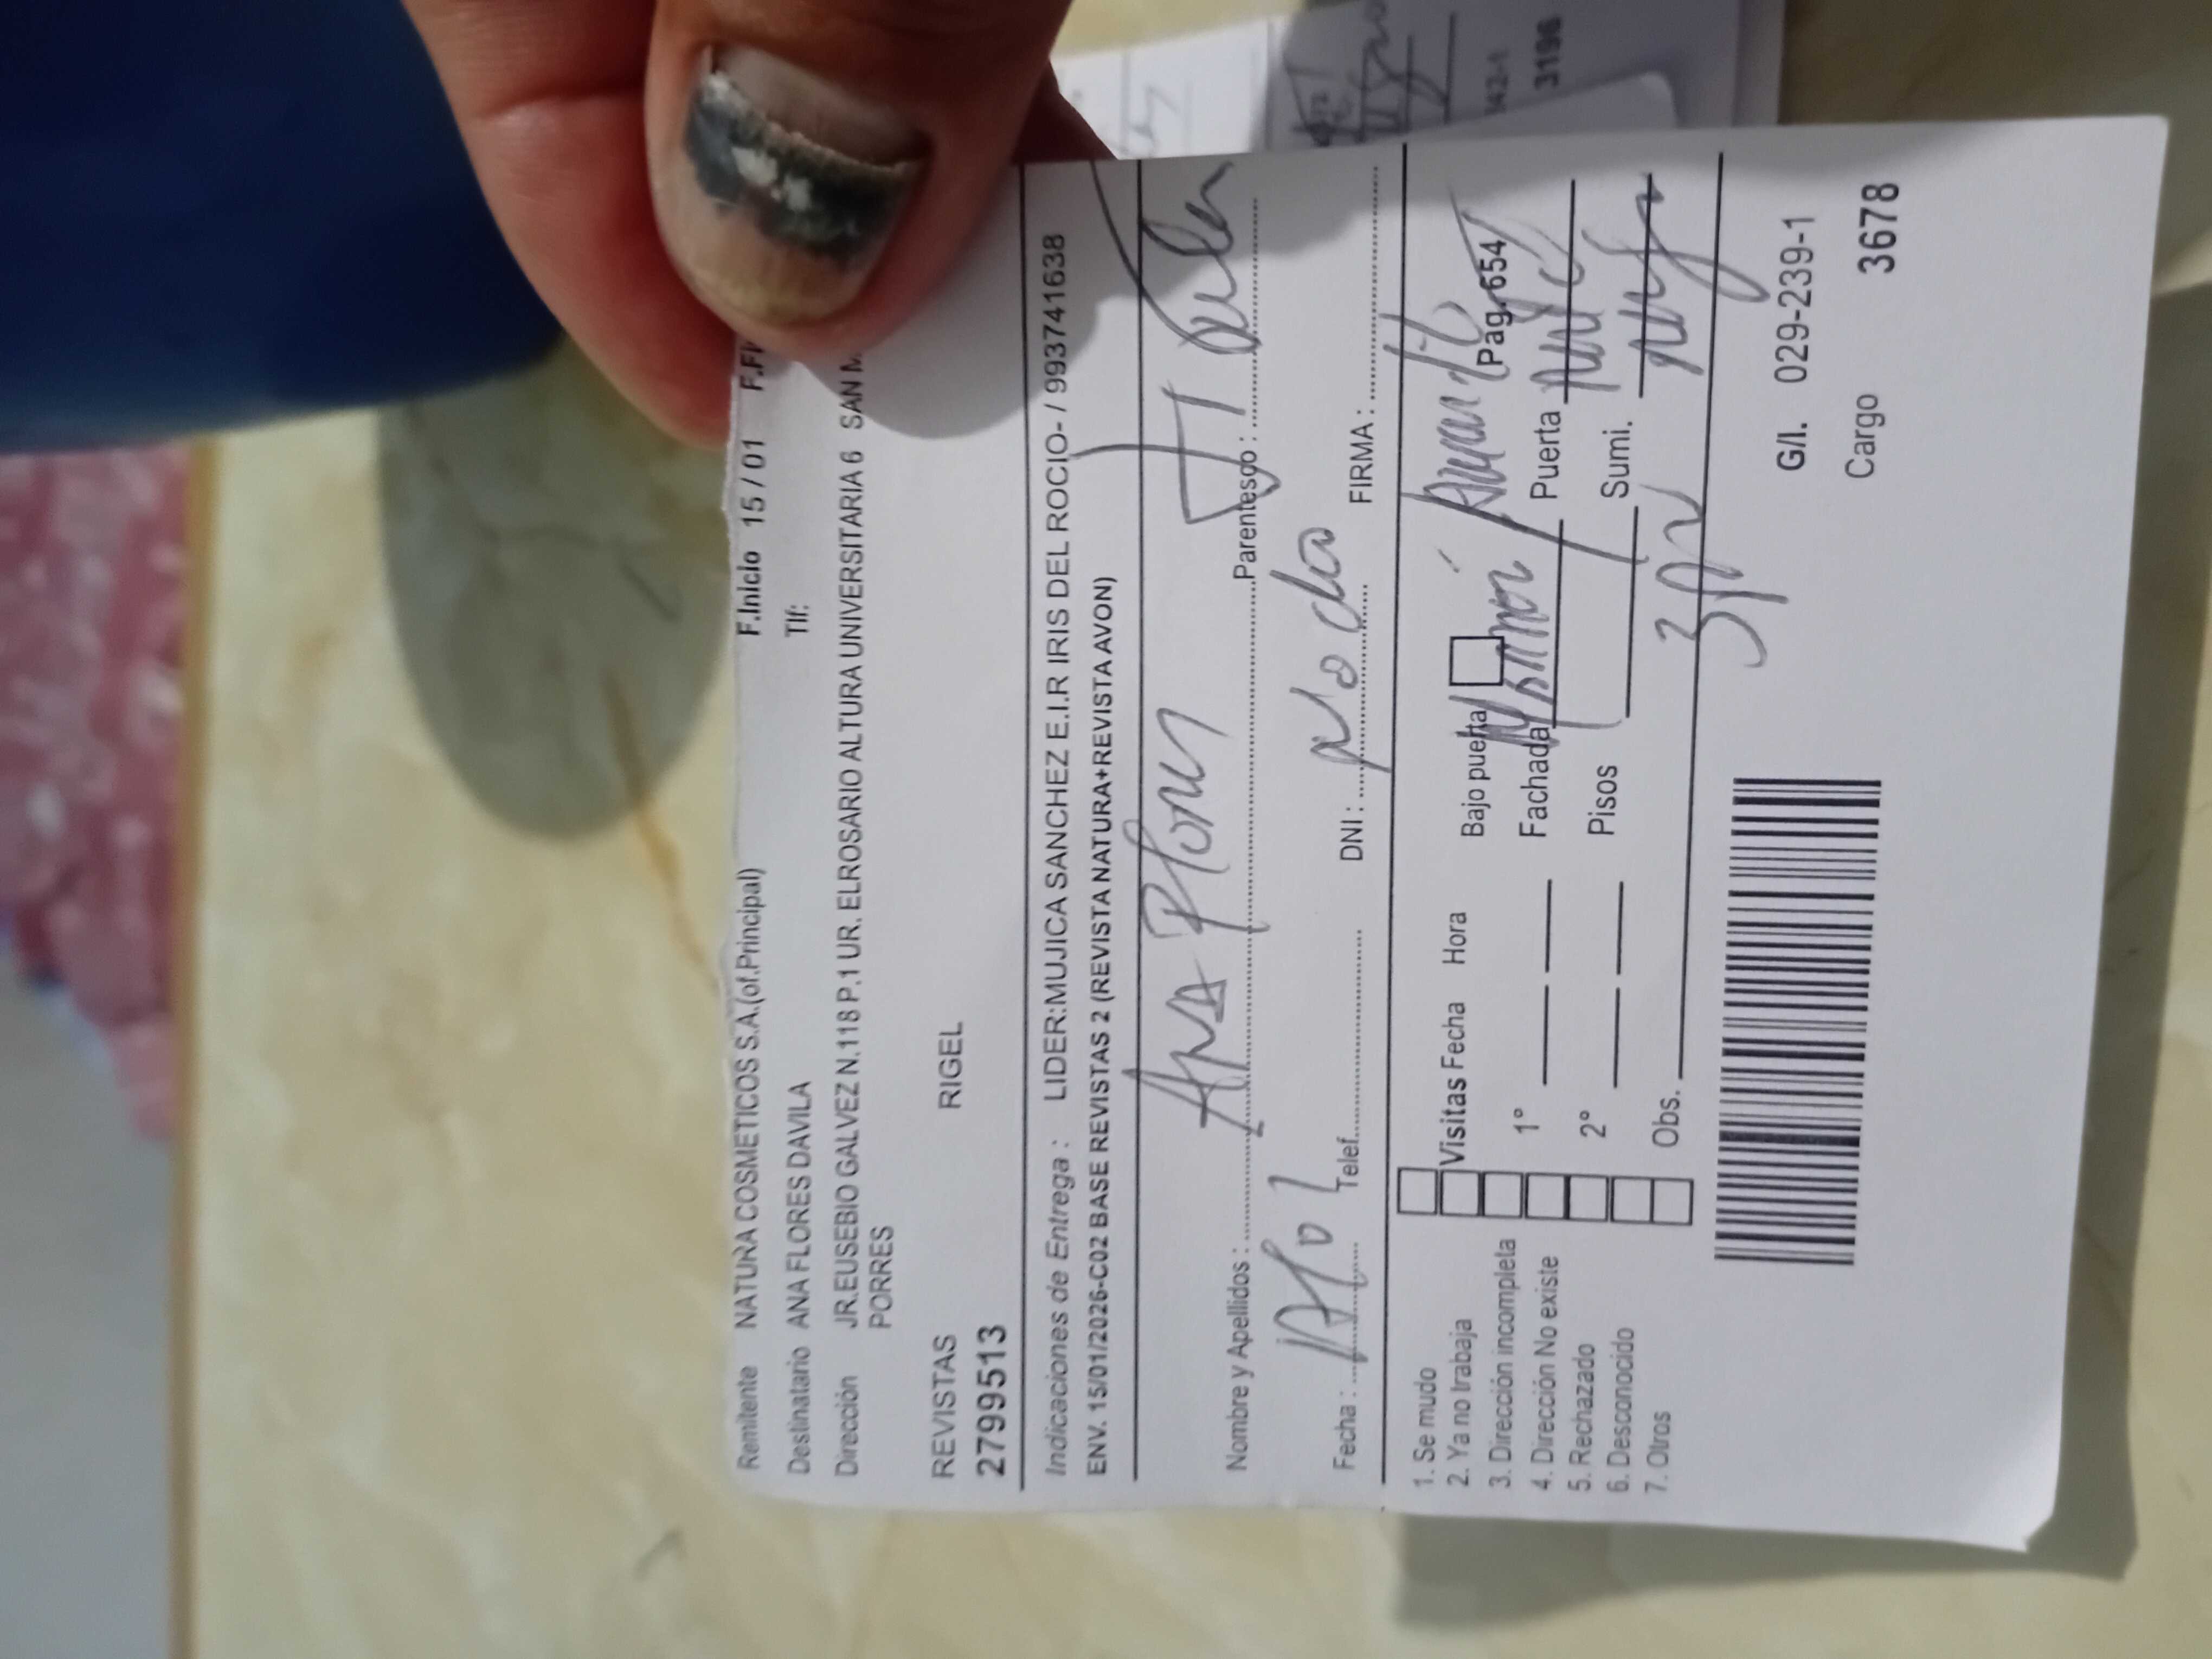 Remitente NATURA COSMETICOS S.A.(of.Principal) F.Inicio 15/01
Destinatario ANA FLORES DAVILA Tlf:
Dirección JR.EUSEBIO GALVEZ N.118 P.1 UR. ELROSARIO ALTURA UNIVERSITARIA 6 SAN
PORRES
REVISTAS RIGEL
2799513
Indicaciones de Entrega : LIDER:MUJICA SANCHEZ E.I.R IRIS DEL ROCIO- / 993741638
ENV. 15/01/2026-C02 BASE REVISTAS 2 (REVISTA NATURA+REVISTA AVON)
Nombre y Apellidos : Ana Parentesco :
Fecha : Telef. DNI : no da FIRMA :
1. Se mudo
2. Ya no trabaja
3. Dirección incompleta
4. Dirección No existe
5. Rechazado
6. Desconocido
7. Otros
Visitas Fecha Hora Bajo puerta Pág. 654
1° Fachada Puerta
2° Pisos Sumi.
Obs.
G/I. 029-239-1
Cargo 3678
3196